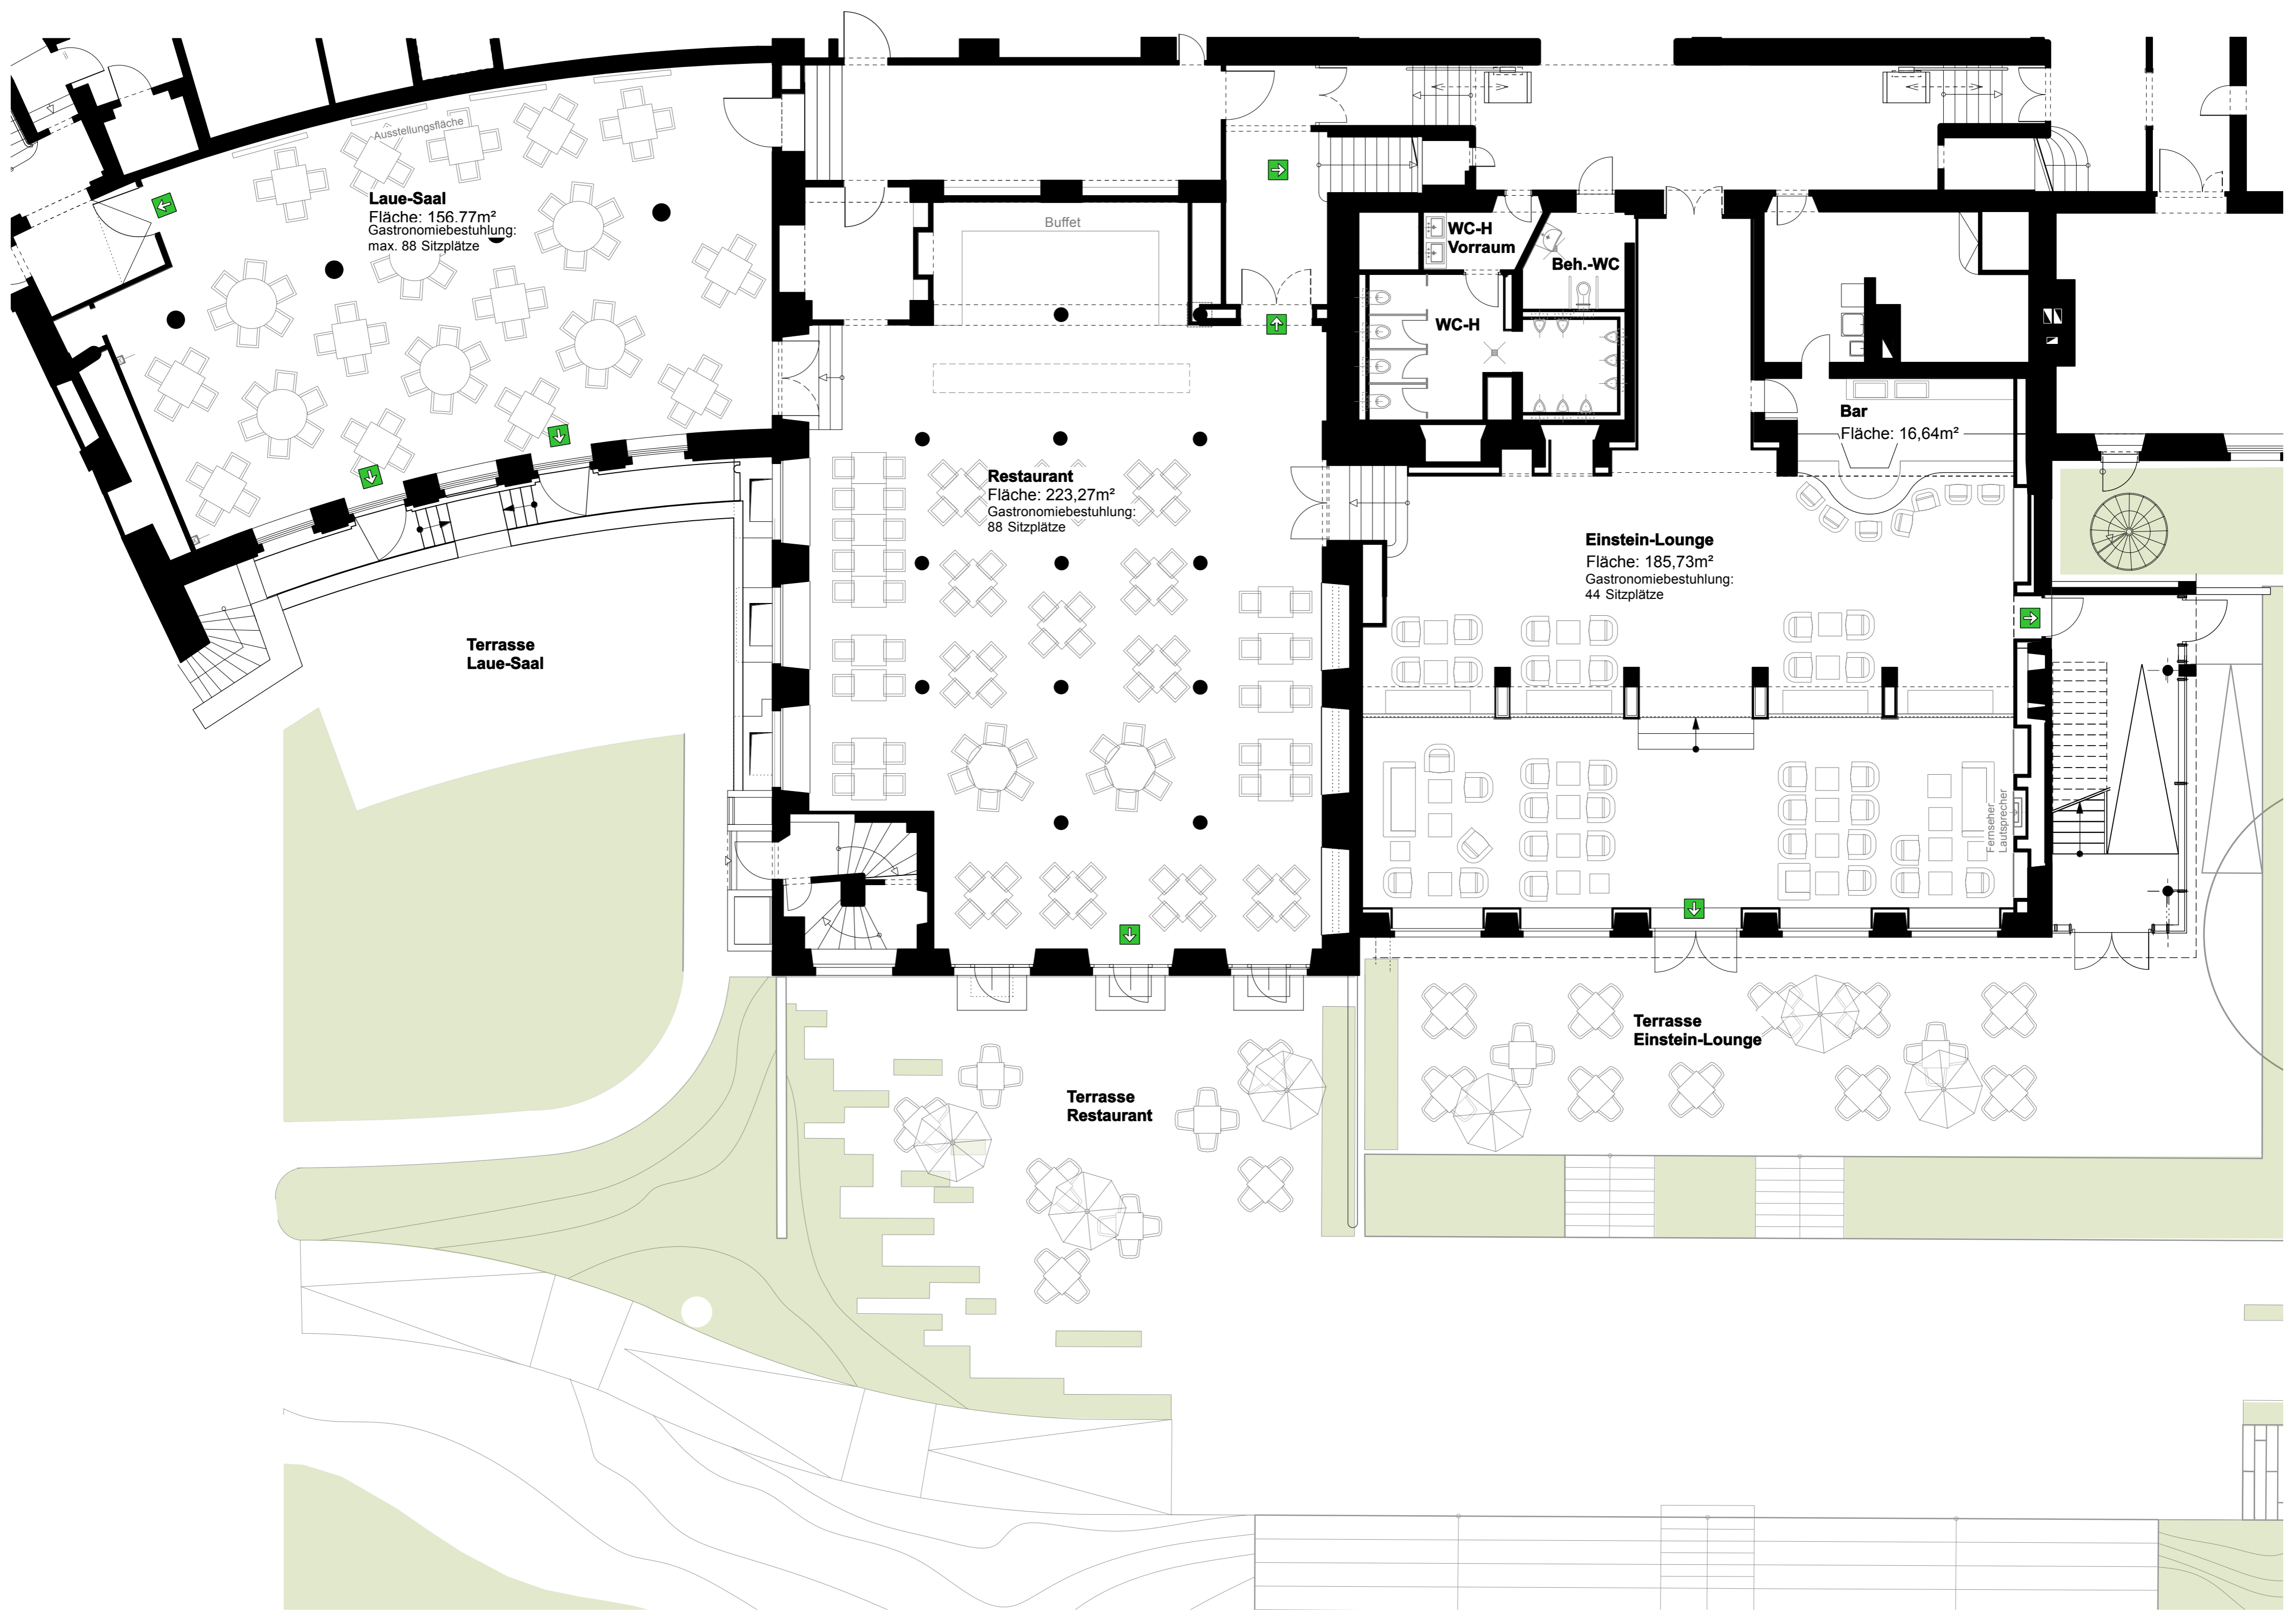 Ausstellungsfläche
Laue-Saal
Fläche: 156.77m²
Gastronomiebestuhlung:
max. 88 Sitzplätze
Buffet
WC-H
Vorraum
Beh.-WC
WC-H
Bar
Fläche: 16,64m²
Restaurant
Fläche: 223,27m²
Gastronomiebestuhlung:
88 Sitzplätze
Einstein-Lounge
Fläche: 185,73m²
Gastronomiebestuhlung:
44 Sitzplätze
Terrasse
Laue-Saal
Fernseher
Lautsprecher
Terrasse
Einstein-Lounge
Terrasse
Restaurant